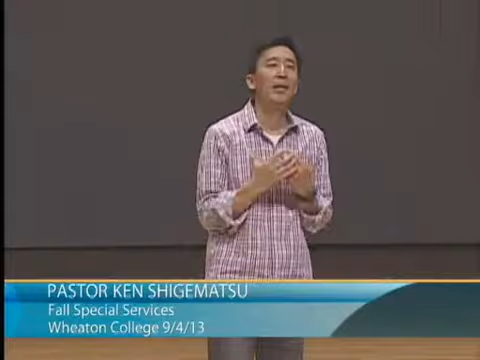 PASTOR KEN SHIGEMATSU
Fall Special Services
Wheaton College 9/4/13